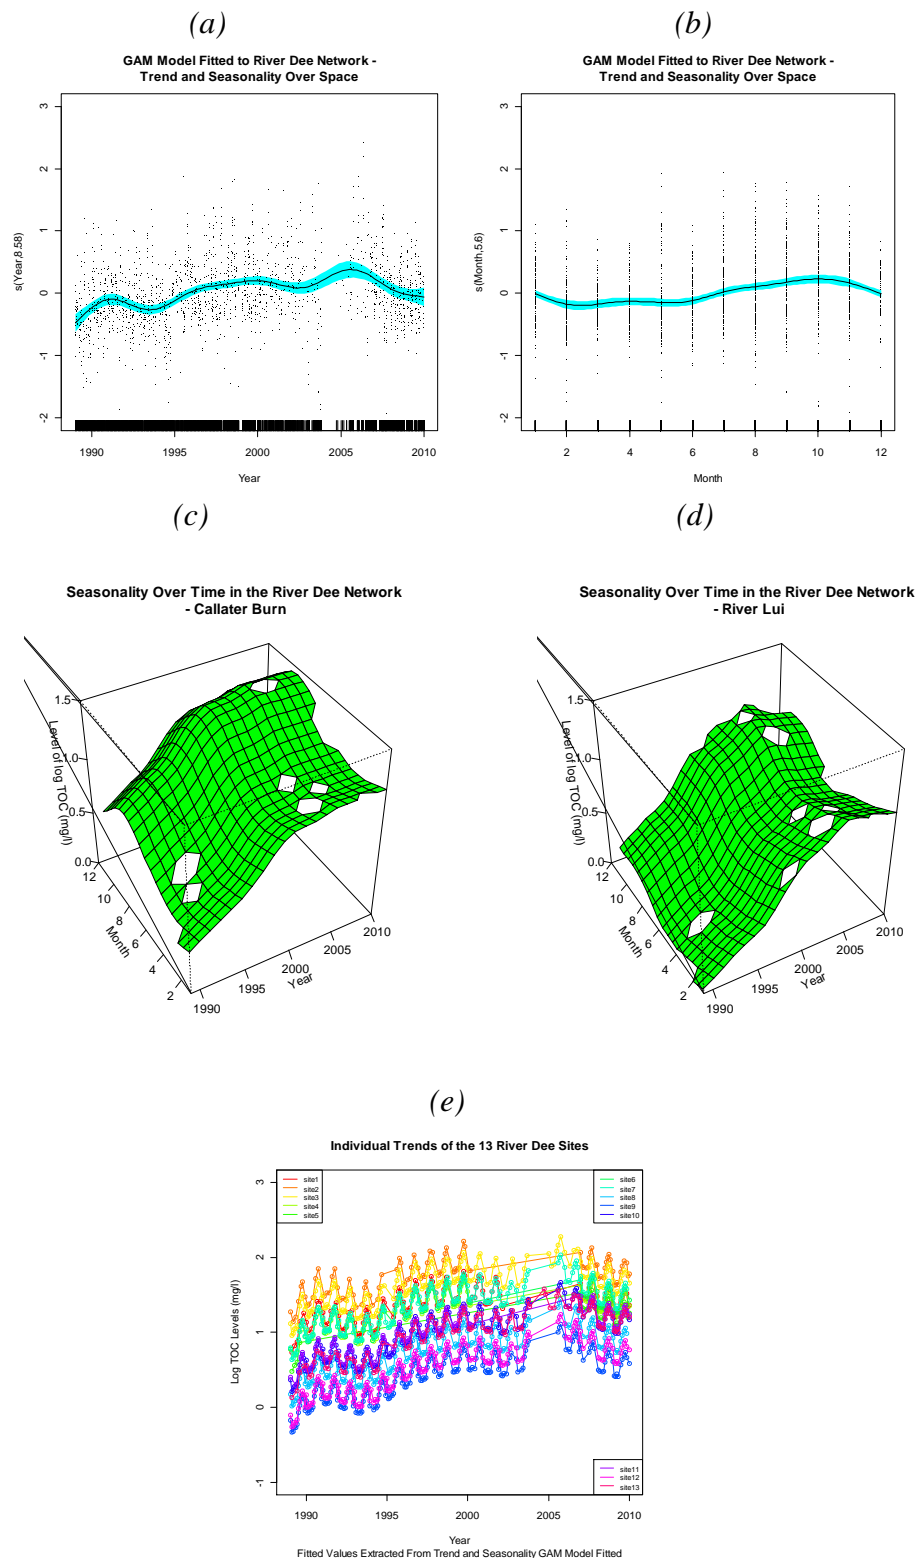 (a)
(b)
GAM Model Fitted to River Dee Network -
Trend and Seasonality Over Space
3
2
1
0
-1
-2
s(Year,8.58)
1990
1995
2000
2005
2010
Year
GAM Model Fitted to River Dee Network -
Trend and Seasonality Over Space
3
2
1
0
-1
-2
s(Month,5.6)
2
4
6
8
10
12
Month
(c)
(d)
Seasonality Over Time in the River Dee Network
- Callater Burn
1.5
1.0
0.5
0.0
Level of log TOC (mg/l)
12
10
8
6
4
2
Month
1990
1995
2000
2005
2010
Year
Seasonality Over Time in the River Dee Network
- River Lui
1.5
1.0
0.5
0.0
Level of log TOC (mg/l)
12
10
8
6
4
2
Month
1990
1995
2000
2005
2010
Year
(e)
Individual Trends of the 13 River Dee Sites
site1
site2
site3
site4
site5
site6
site7
site8
site9
site10
3
2
1
0
-1
Log TOC Levels (mg/l)
site11
site12
site13
1990
1995
2000
2005
2010
Year
Fitted Values Extracted From Trend and Seasonality GAM Model Fitted